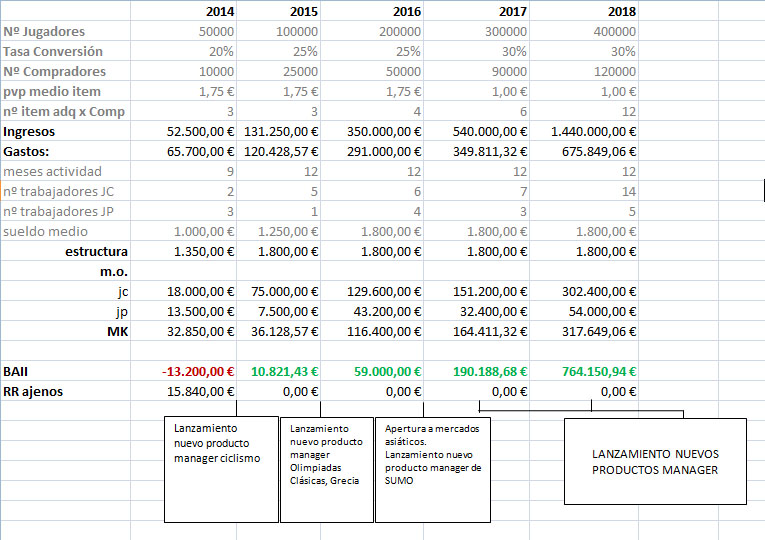 2014 2015 2016 2017 2018
Nº Jugadores 50000 100000 200000 300000 400000
Tasa Conversión 20% 25% 25% 30% 30%
Nº Compradores 10000 25000 50000 90000 120000
pvp medio item 1,75 € 1,75 € 1,75 € 1,00 € 1,00 €
nº item adq x Comp 3 3 4 6 12
Ingresos 52.500,00 € 131.250,00 € 350.000,00 € 540.000,00 € 1.440.000,00 €
Gastos: 65.700,00 € 120.428,57 € 291.000,00 € 349.811,32 € 675.849,06 €
meses actividad 9 12 12 12 12
nº trabajadores JC 2 5 6 7 14
nº trabajadores JP 3 1 4 3 5
sueldo medio 1.000,00 € 1.250,00 € 1.800,00 € 1.800,00 € 1.800,00 €
estructura 1.350,00 € 1.800,00 € 1.800,00 € 1.800,00 € 1.800,00 €
m.o.
jc 18.000,00 € 75.000,00 € 129.600,00 € 151.200,00 € 302.400,00 €
jp 13.500,00 € 7.500,00 € 43.200,00 € 32.400,00 € 54.000,00 €
MK 32.850,00 € 36.128,57 € 116.400,00 € 164.411,32 € 317.649,06 €
BAII -13.200,00 € 10.821,43 € 59.000,00 € 190.188,68 € 764.150,94 €
RR ajenos 15.840,00 € 0,00 € 0,00 € 0,00 € 0,00 €
Lanzamiento
nuevo producto
manager ciclismo
Lanzamiento
nuevo producto
manager
Olimpiadas
Clásicas, Grecia
Apertura a mercados
asiáticos.
Lanzamiento nuevo
producto manager de
SUMO
LANZAMIENTO NUEVOS
PRODUCTOS MANAGER